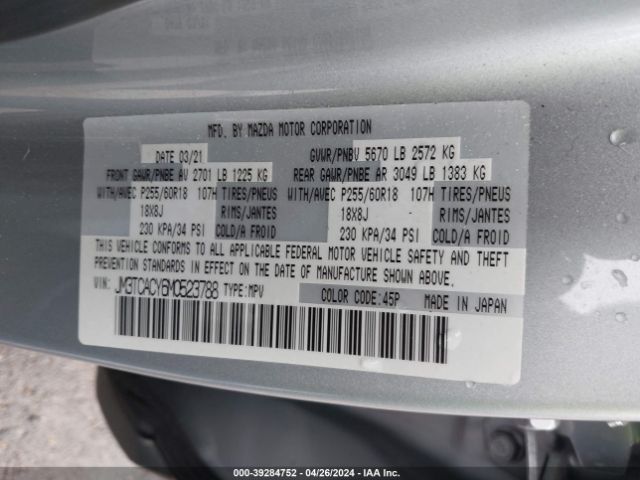 MFD. BY MAZDA MOTOR CORPORATION
DATE 03/21 GVWR/PNBV 5670 LB 2572 KG
FRONT GAWR/PNBE AV 2701 LB 1225 KG REAR GAWR/PNBE AR 3049 LB 1383 KG
WITH/AVEC P255/60R18 107H TIRES/PNEUS WITH/AVEC P255/60R18 107H TIRES/PNEUS
18X8J RIMS/JANTES 18X8J RIMS/JANTES
230 KPA/34 PSI COLD/A FROID 230 KPA/34 PSI COLD/A FROID
THIS VEHICLE CONFORMS TO ALL APPLICABLE FEDERAL MOTOR VEHICLE SAFETY AND THEFT
PREVENTION STANDARDS IN EFFECT ON THE DATE OF MANUFACTURE SHOWN ABOVE.
VIN: JM3TCACY6M0523788 TYPE:MPV COLOR CODE:45P MADE IN JAPAN
000-39284752 - 04/26/2024 - IAA Inc.